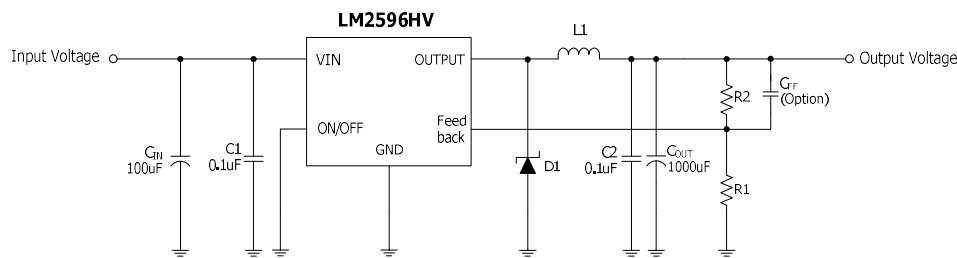 LM2596HV
L1
Input Voltage
VIN
OUTPUT
Output Voltage
R2
CFF
(Option)
ON/OFF
Feed
back
GND
CIN
100uF
C1
0.1uF
D1
C2
0.1uF
COUT
1000uF
R1